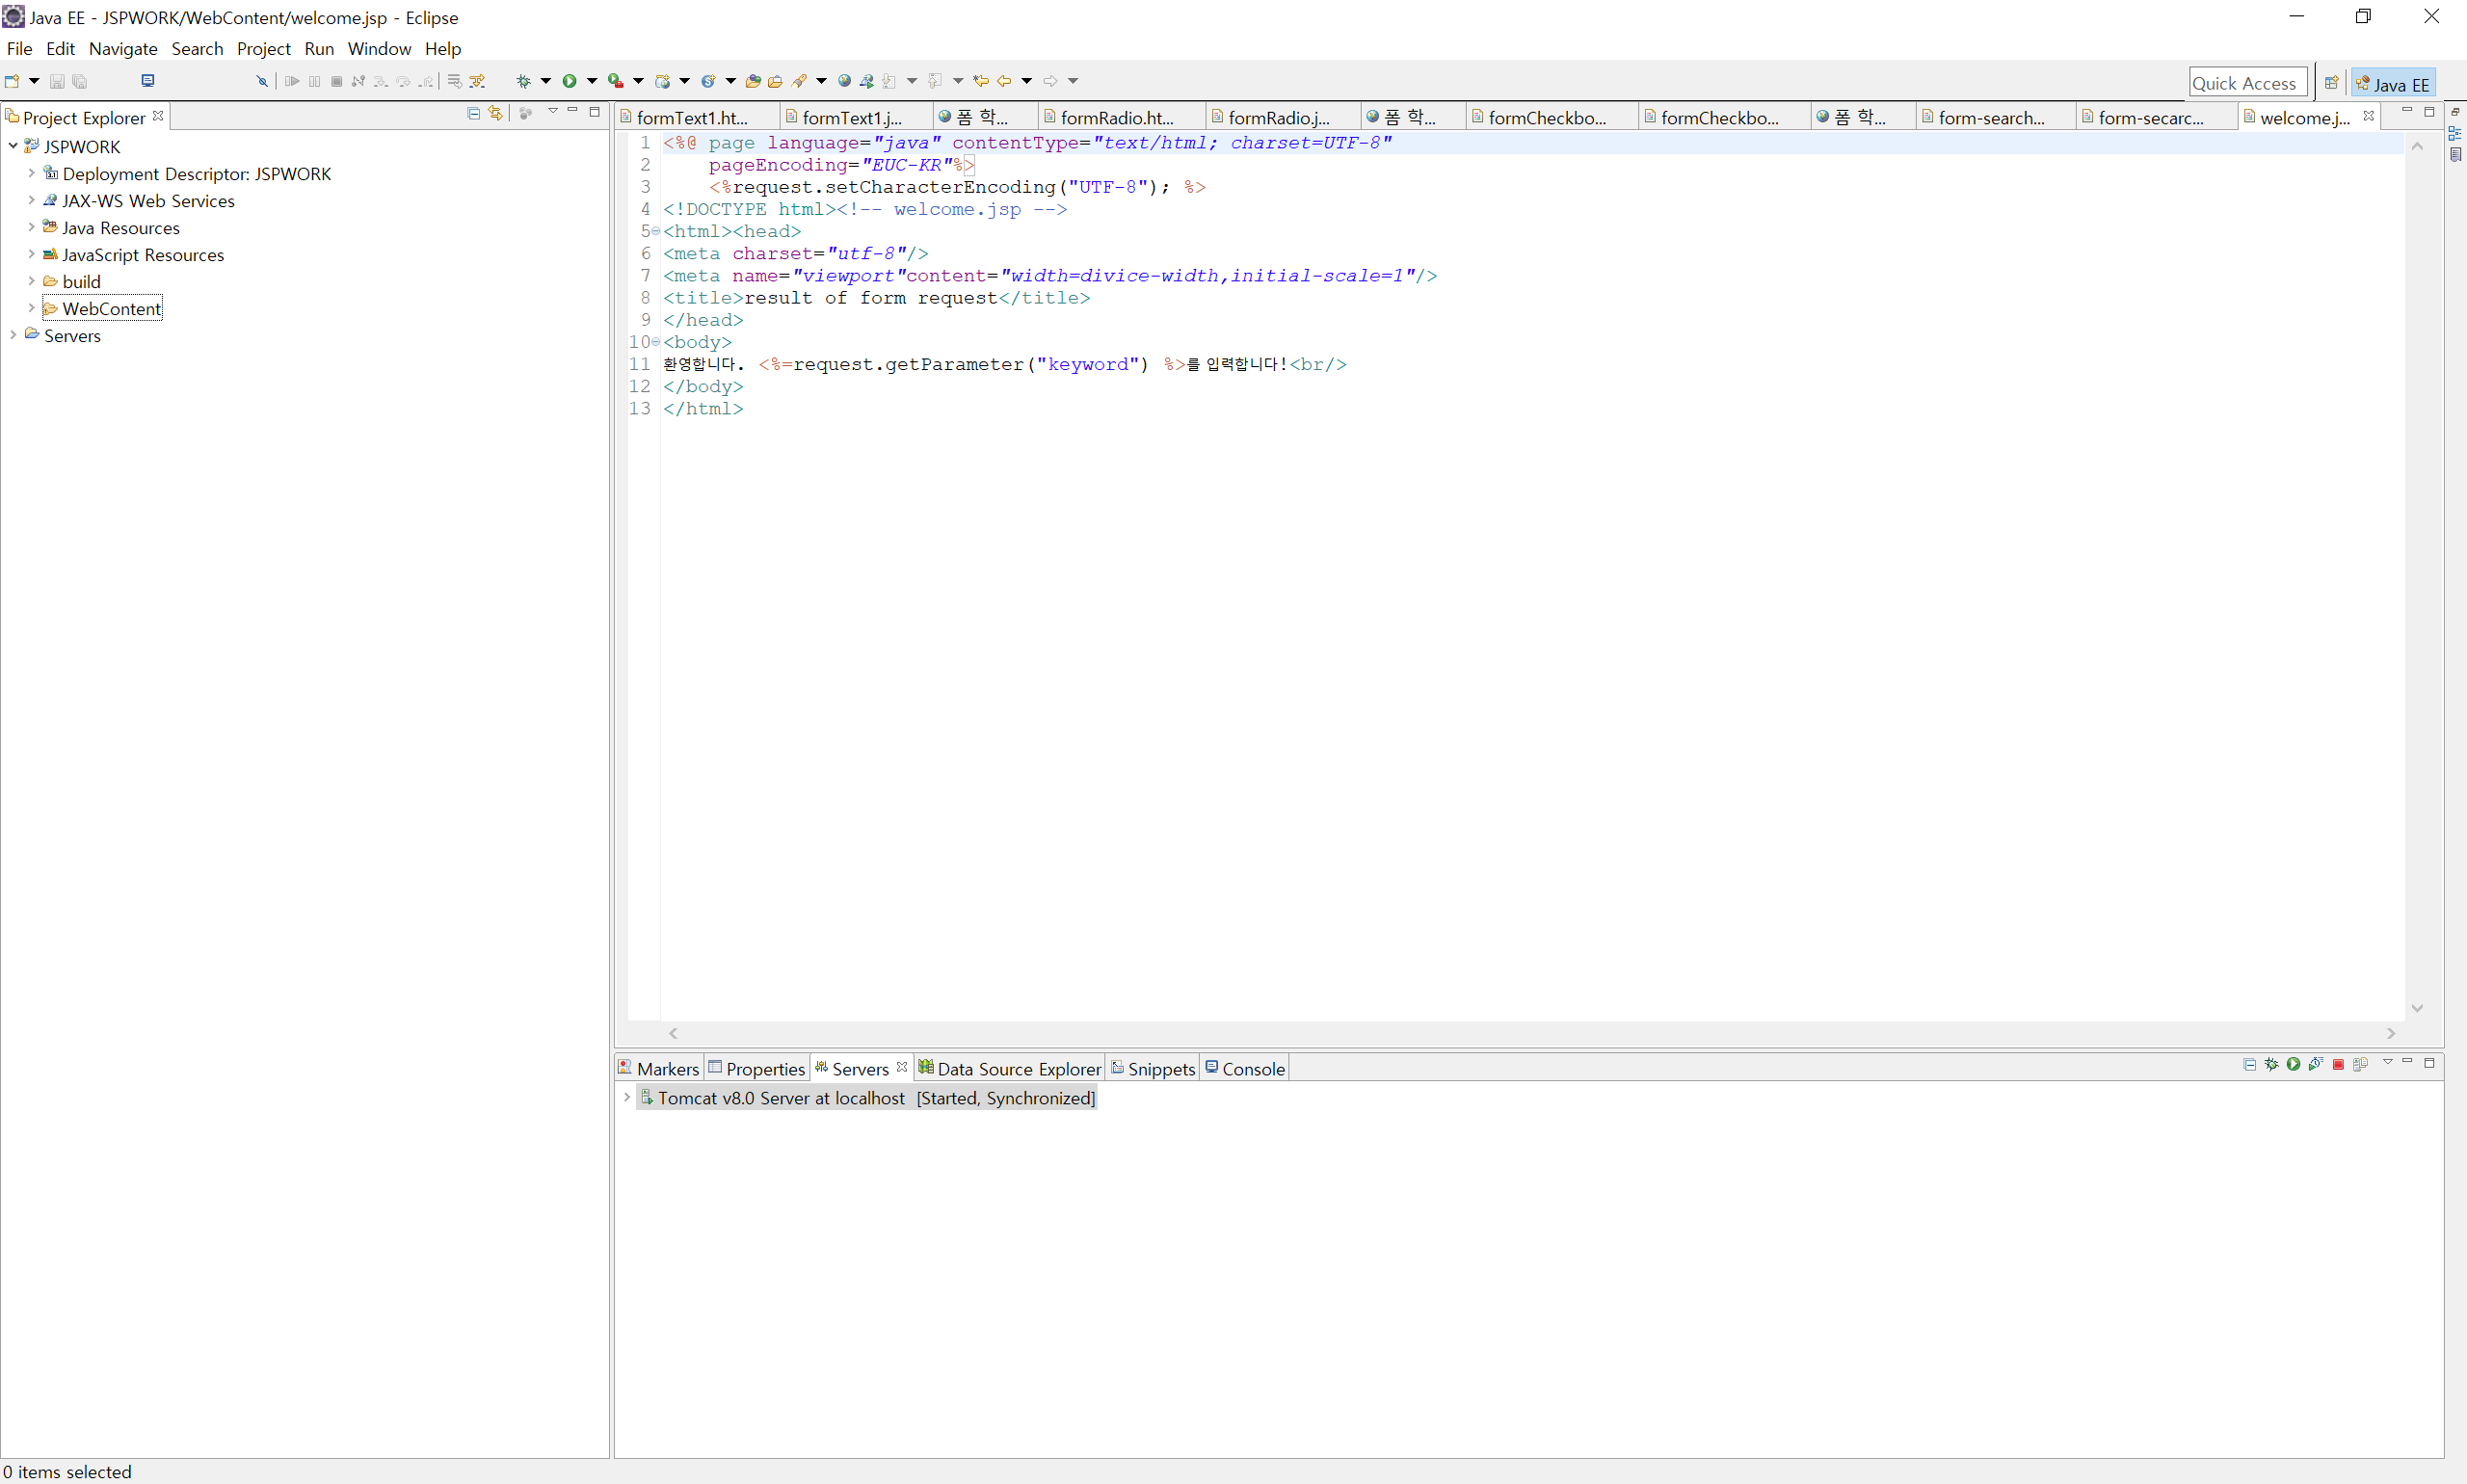 Java EE - JSPWORK/WebContent/welcome.jsp - Eclipse
File Edit Navigate Search Project Run Window Help
Quick Access
Java EE
Project Explorer
JSPWORK
Deployment Descriptor: JSPWORK
JAX-WS Web Services
Java Resources
JavaScript Resources
build
WebContent
Servers
formText1.ht... formText1.j... 폼 학... formRadio.ht... formRadio.j... 폼 학... formCheckbo... formCheckbo... 폼 학... form-search... form-secarc... welcome.j...
1 <%@ page language="java" contentType="text/html; charset=UTF-8"
2 pageEncoding="EUC-KR"%>
3 <%request.setCharacterEncoding("UTF-8"); %>
4 <!DOCTYPE html><!-- welcome.jsp -->
5 <html><head>
6 <meta charset="utf-8"/>
7 <meta name="viewport"content="width=divice-width,initial-scale=1"/>
8 <title>result of form request</title>
9 </head>
10 <body>
11 환영합니다. <%=request.getParameter("keyword") %>를 입력합니다!<br/>
12 </body>
13 </html>
Markers Properties Servers Data Source Explorer Snippets Console
Tomcat v8.0 Server at localhost [Started, Synchronized]
0 items selected